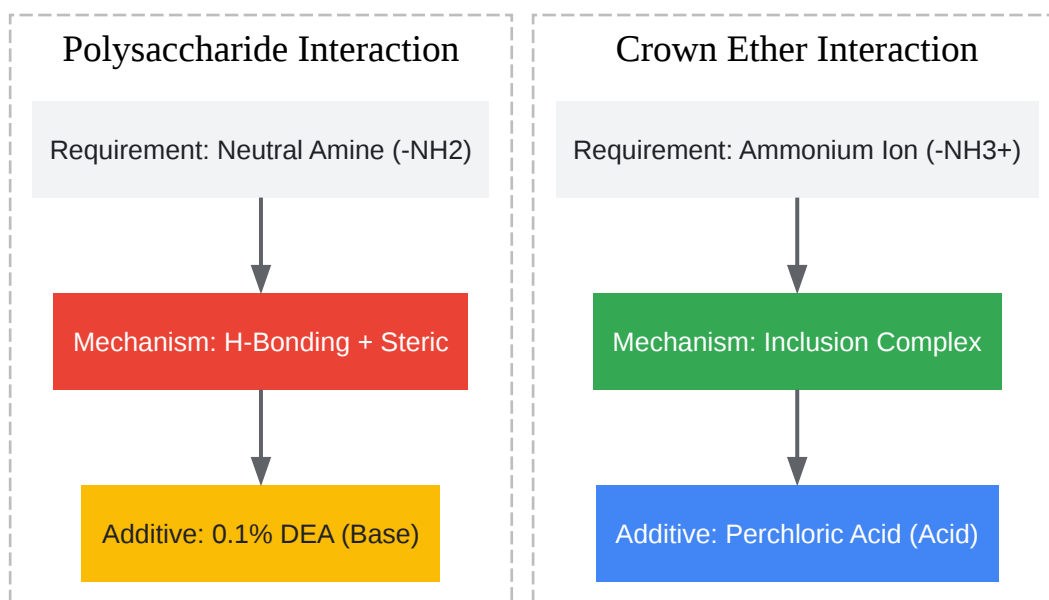 Polysaccharide Interaction
Requirement: Neutral Amine (-NH2)
Mechanism: H-Bonding + Steric
Additive: 0.1% DEA (Base)
Crown Ether Interaction
Requirement: Ammonium Ion (-NH3+)
Mechanism: Inclusion Complex
Additive: Perchloric Acid (Acid)